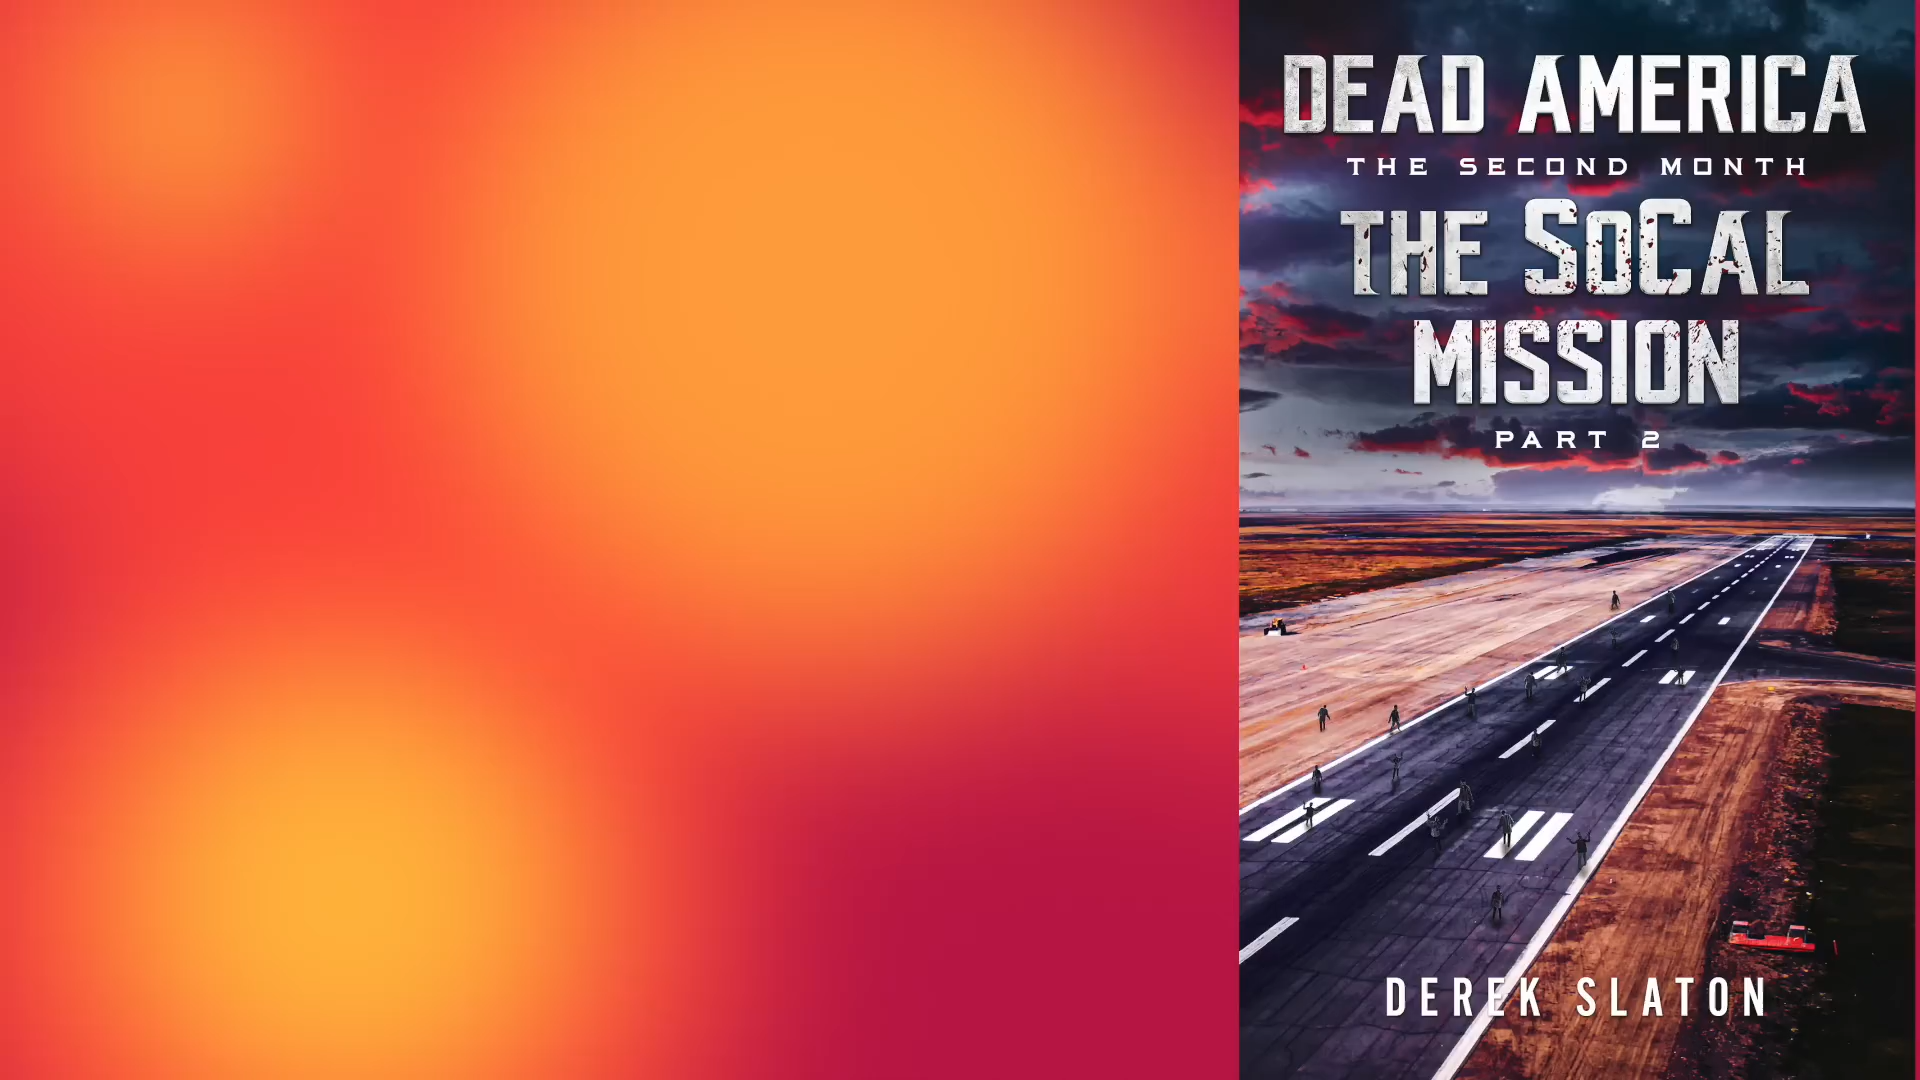 DEAD AMERICA
THE SECOND MONTH
THE SOCAL
MISSION
PART 2
DEREK SLATON